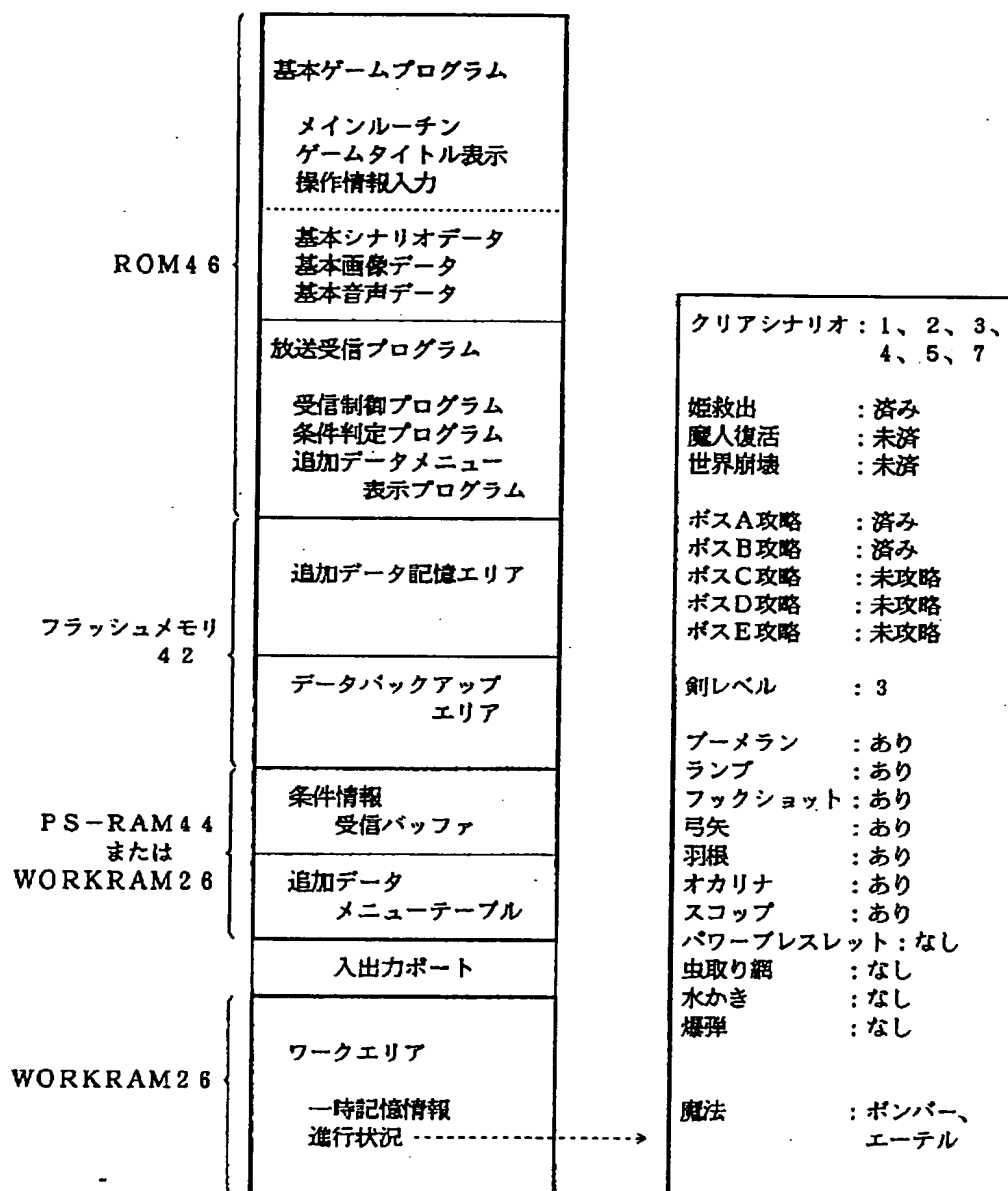 基本ゲームプログラム
メインルーチン
ゲームタイトル表示
操作情報入力
基本シナリオデータ
基本画像データ
基本音声データ
ROM46
放送受信プログラム
受信制御プログラム
条件判定プログラム
追加データメニュー
表示プログラム
追加データ記憶エリア
フラッシュメモリ
42
データバックアップ
エリア
条件情報
受信バッファ
PS-RAM44
または
WORKRAM26
追加データ
メニューテーブル
入出力ポート
ワークエリア
WORKRAM26
一時記憶情報
進行状況
クリアシナリオ:1、2、3、
4、5、7
姫救出 :済み
魔人復活 :未済
世界崩壊 :未済
ボスA攻略 :済み
ボスB攻略 :済み
ボスC攻略 :未攻略
ボスD攻略 :未攻略
ボスE攻略 :未攻略
剣レベル :3
ブーメラン :あり
ランプ :あり
フックショット:あり
弓矢 :あり
羽根 :あり
オカリナ :あり
スコップ :あり
パワーブレスレット:なし
虫取り網 :なし
水かき :なし
爆弾 :なし
魔法 :ボンバー、
エーテル